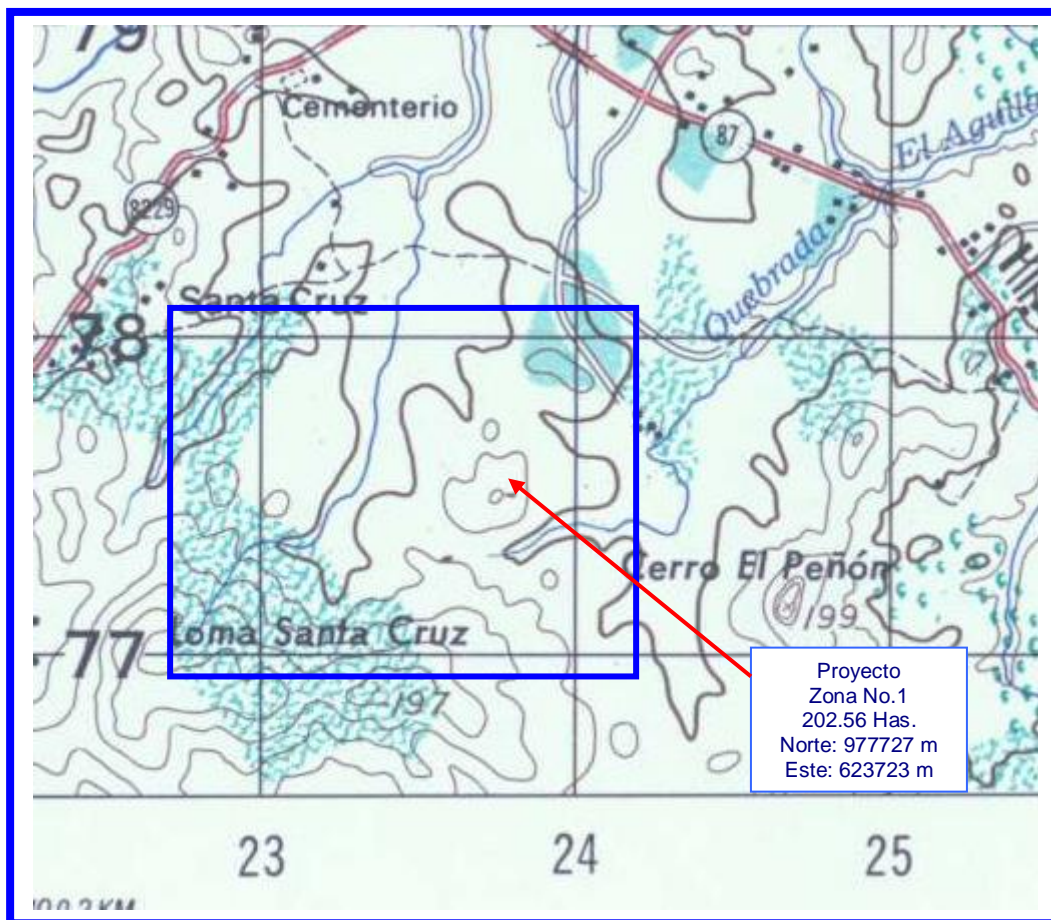 79
Cementerio
87
El Aguila
8229
Quebrada
Santa Cruz
78
Cerro El Peñón
199
Loma Santa Cruz
77
197
Proyecto
Zona No.1
202.56 Has.
Norte: 977727 m
Este: 623723 m
23
24
25